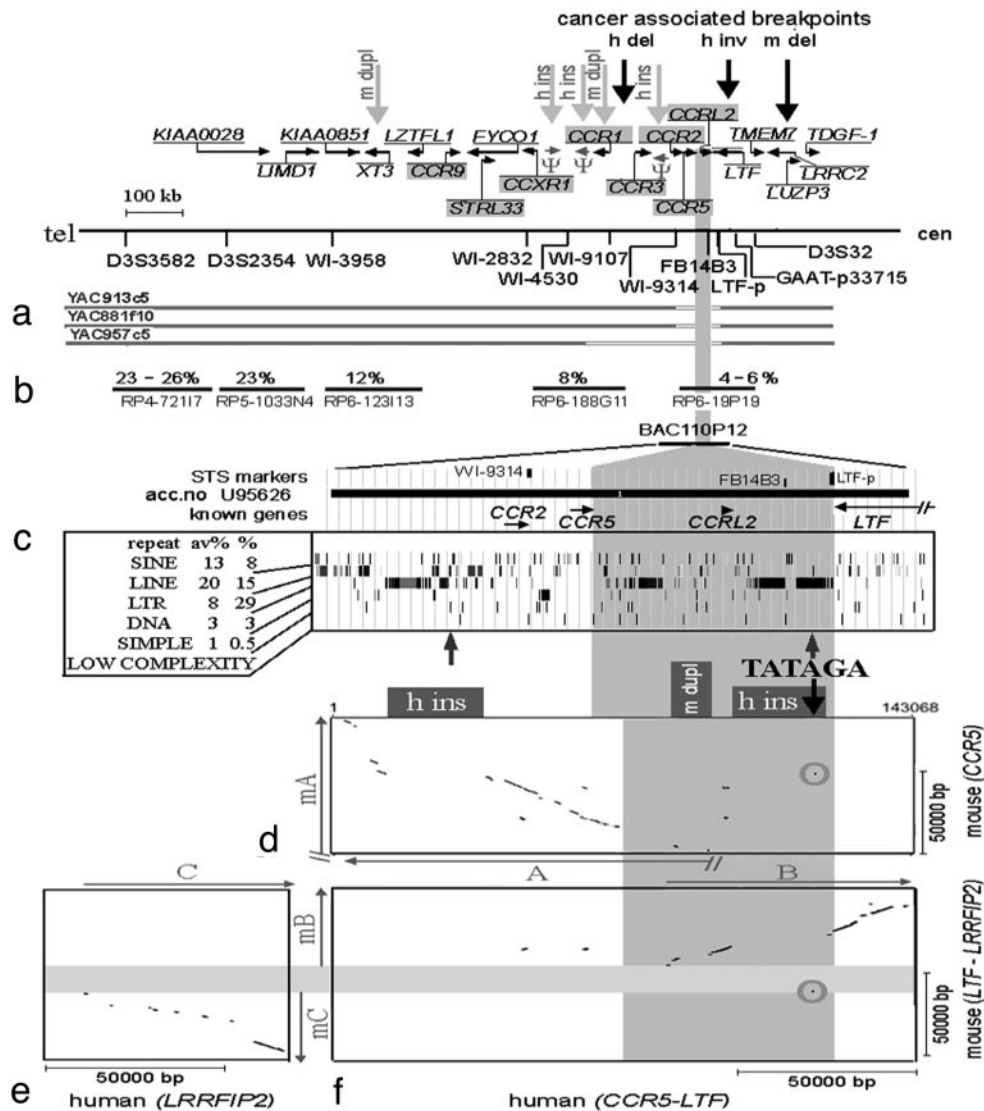 cancer associated breakpoints
h del h inv m del
m dupl h ins h ins m dupl h ins
CCRL2
KIAA0028 KIAA0851 LZTFL1 FYCO1 CCR1 CCR2 TMEM7 TDGF-1
LIMD1 XT3 CCR9 CCXR1 Ψ Ψ CCR3 Ψ LTF LRRC2
STRL33 CCR5 LUZP3
100 kb
tel cen
D3S3582 D3S2354 WI-3958 WI-2832 WI-9107 FB14B3 D3S32
WI-4530 WI-9314 LTF-p GAAT-p33715
YAC913c5
a YAC881f10
YAC957c5
b 23 - 26% 23% 12% 8% 4-6 %
RP4-721I7 RP5-1033N4 RP6-123I13 RP6-188G11 RP6-19P19
BAC110P12
STS markers WI-9314 FB14B3 LTF-p
acc.no U95626 1
known genes CCR2 CCR5 CCRL2 LTF
c repeat av% %
SINE 13 8
LINE 20 15
LTR 8 29
DNA 3 3
SIMPLE 1 0.5
LOW COMPLEXITY
TATAGA
h ins m dupl h ins
1 143068
mA
50000 bp
mouse (CCR5)
d
C A B
mB
mC
50000 bp
mouse (LTF - LRRFIP2)
50000 bp 50000 bp
e human (LRRFIP2) f human (CCR5-LTF)